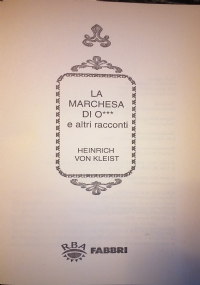 LA
MARCHESA
DI O***
e altri racconti
HEINRICH
VON KLEIST
RBA FABBRI